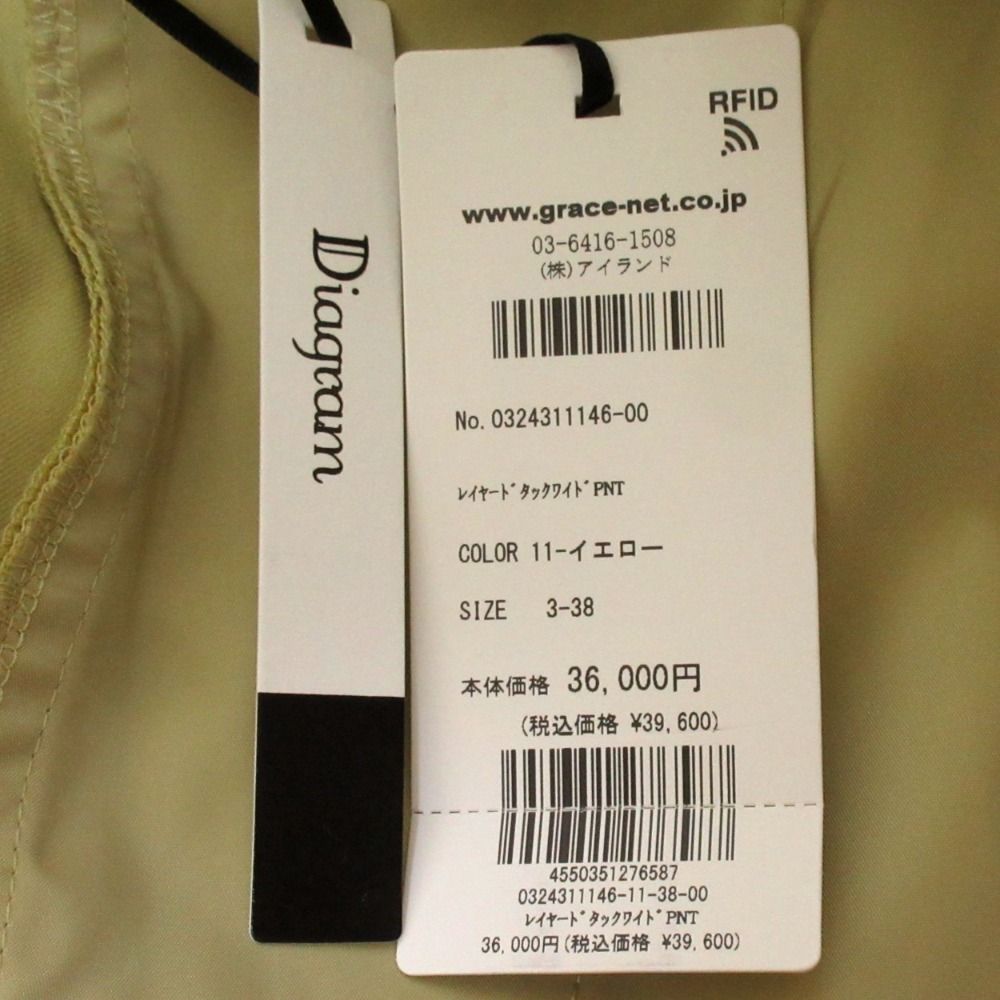 Diagram
RFID
www.grace-net.co.jp
03-6416-1508
(株)アイランド
No. 0324311146-00
ﾚｲﾔｰﾄﾞﾀｯｸﾜｲﾄﾞPNT
COLOR 11-イエロー
SIZE 3-38
本体価格 36,000円
(税込価格 ¥39,600)
4550351276587
0324311146-11-38-00
ﾚｲﾔｰﾄﾞﾀｯｸﾜｲﾄﾞPNT
36,000円(税込価格 ¥39,600)